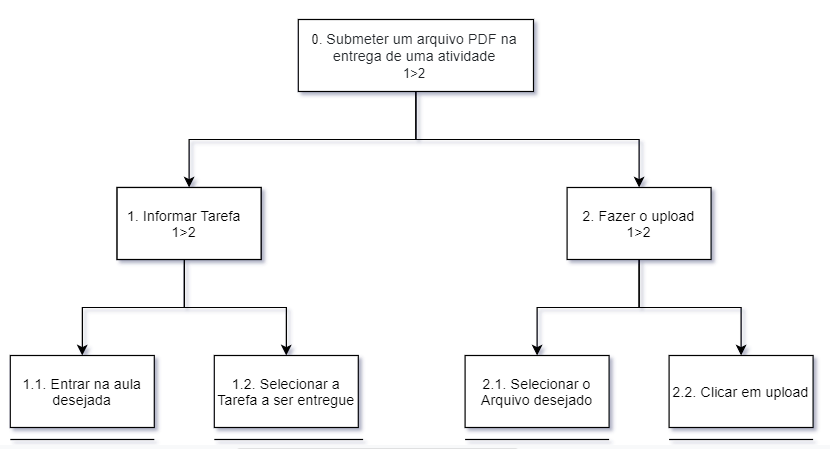 0. Submeter um arquivo PDF na
entrega de uma atividade
1>2
1. Informar Tarefa
1>2
2. Fazer o upload
1>2
1.1. Entrar na aula
desejada
1.2. Selecionar a
Tarefa a ser entregue
2.1. Selecionar o
Arquivo desejado
2.2. Clicar em upload